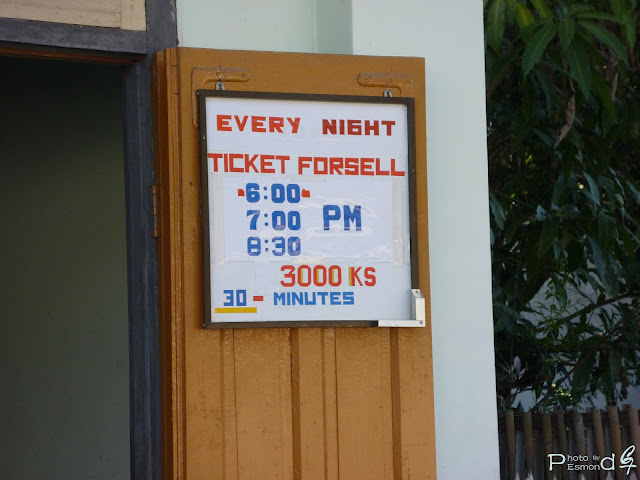 EVERY NIGHT
TICKET FORSELL
6:00
7:00 PM
8:30
3000 KS
30 - MINUTES
Photo By
Esmond